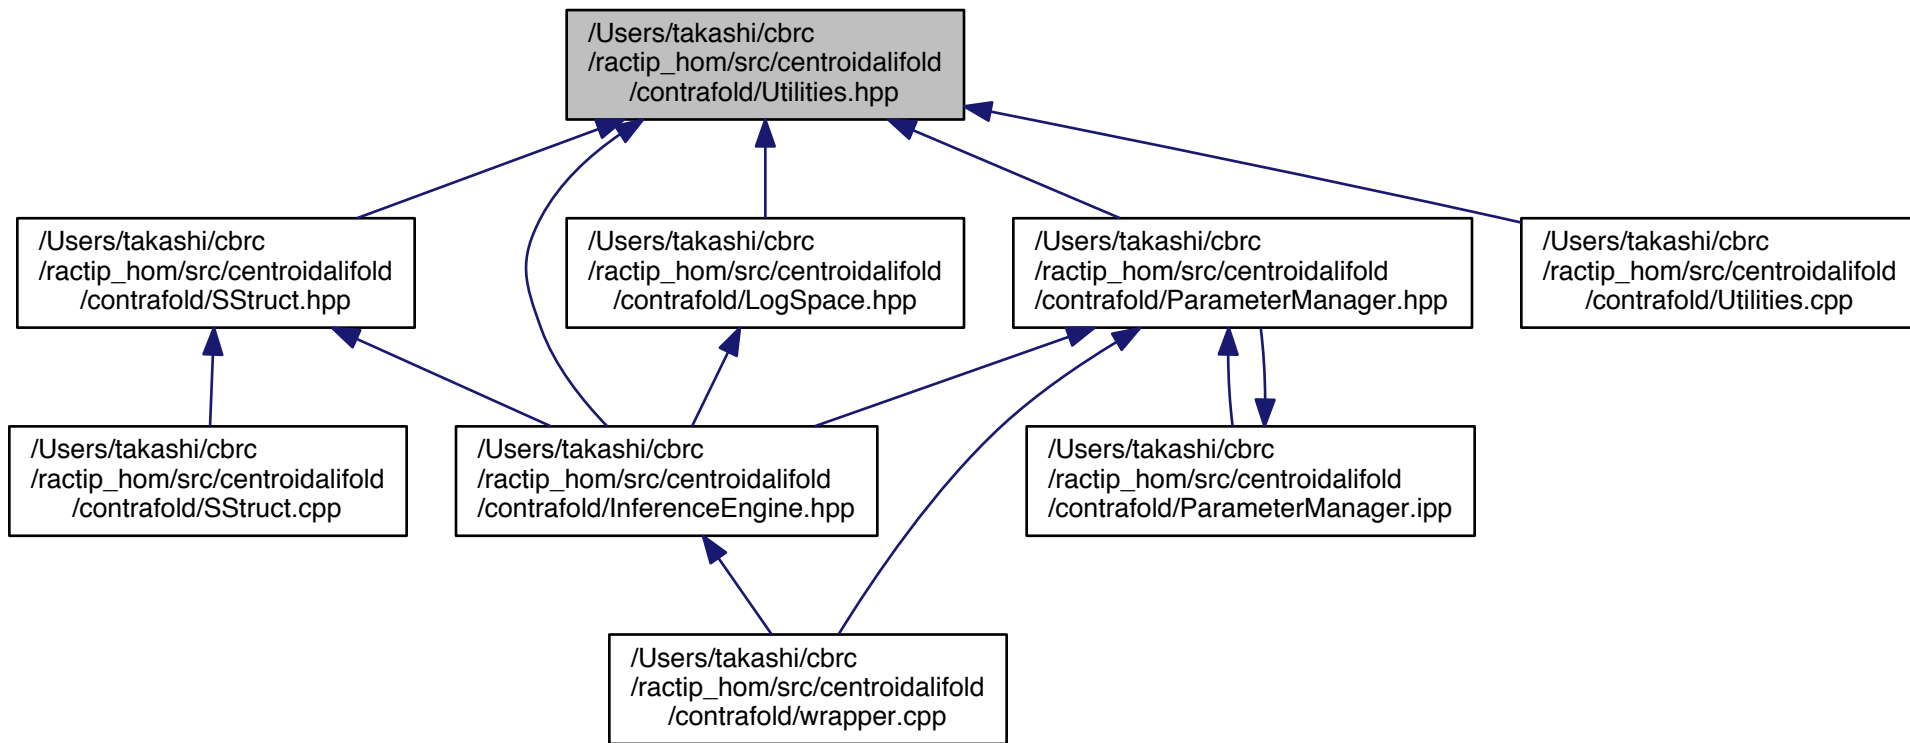 /Users/takashi/cbrc
/ractip_hom/src/centroidalifold
/contrafold/Utilities.hpp
/Users/takashi/cbrc
/ractip_hom/src/centroidalifold
/contrafold/SStruct.hpp
/Users/takashi/cbrc
/ractip_hom/src/centroidalifold
/contrafold/LogSpace.hpp
/Users/takashi/cbrc
/ractip_hom/src/centroidalifold
/contrafold/ParameterManager.hpp
/Users/takashi/cbrc
/ractip_hom/src/centroidalifold
/contrafold/Utilities.cpp
/Users/takashi/cbrc
/ractip_hom/src/centroidalifold
/contrafold/SStruct.cpp
/Users/takashi/cbrc
/ractip_hom/src/centroidalifold
/contrafold/InferenceEngine.hpp
/Users/takashi/cbrc
/ractip_hom/src/centroidalifold
/contrafold/ParameterManager.ipp
/Users/takashi/cbrc
/ractip_hom/src/centroidalifold
/contrafold/wrapper.cpp